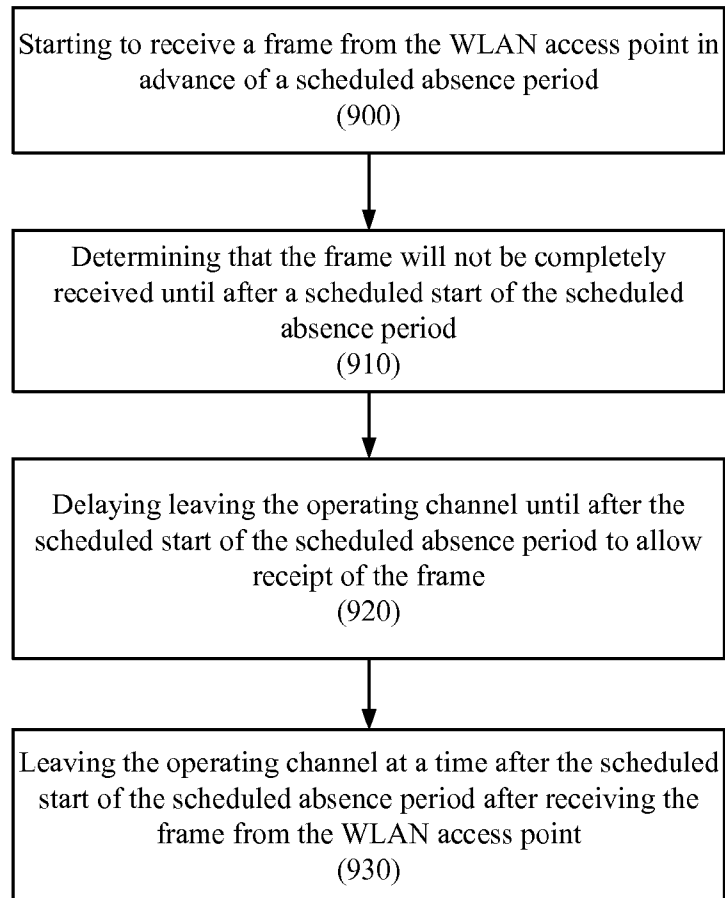 Starting to receive a frame from the WLAN access point in
advance of a scheduled absence period
(900)
Determining that the frame will not be completely
received until after a scheduled start of the scheduled
absence period
(910)
Delaying leaving the operating channel until after the
scheduled start of the scheduled absence period to allow
receipt of the frame
(920)
Leaving the operating channel at a time after the scheduled
start of the scheduled absence period after receiving the
frame from the WLAN access point
(930)